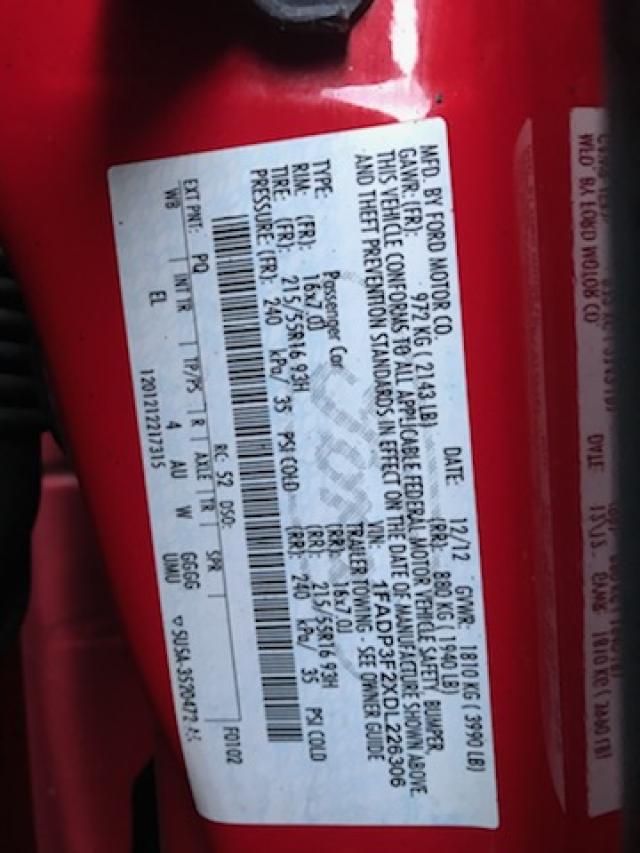 MFD. BY FORD MOTOR CO.
DATE: 12/12 GVWR: 1810 KG ( 3990 LB)
GAWR: (FR): 972 KG ( 2143 LB) (RR): 880 KG ( 1940 LB)
THIS VEHICLE CONFORMS TO ALL APPLICABLE FEDERAL MOTOR VEHICLE SAFETY, BUMPER,
AND THEFT PREVENTION STANDARDS IN EFFECT ON THE DATE OF MANUFACTURE SHOWN ABOVE.
VIN: 1FADP3F2XDL226306
TYPE: Passenger Car TRAILER TOWING - SEE OWNER GUIDE
RIM: (FR): 16x7.0J (RR): 16x7.0J
TIRE: (FR): 215/55R16 93H (RR): 215/55R16 93H
PRESSURE: (FR): 240 kPa/ 35 PSI COLD (RR): 240 kPa/ 35 PSI COLD
F0102
EXT PNT: PQ RC: 52 DSO:
WB INT TR TP/PS R AXLE TR SPR
EL 4 AU W GGGG UMU
1201212217315 SU5A-3520472